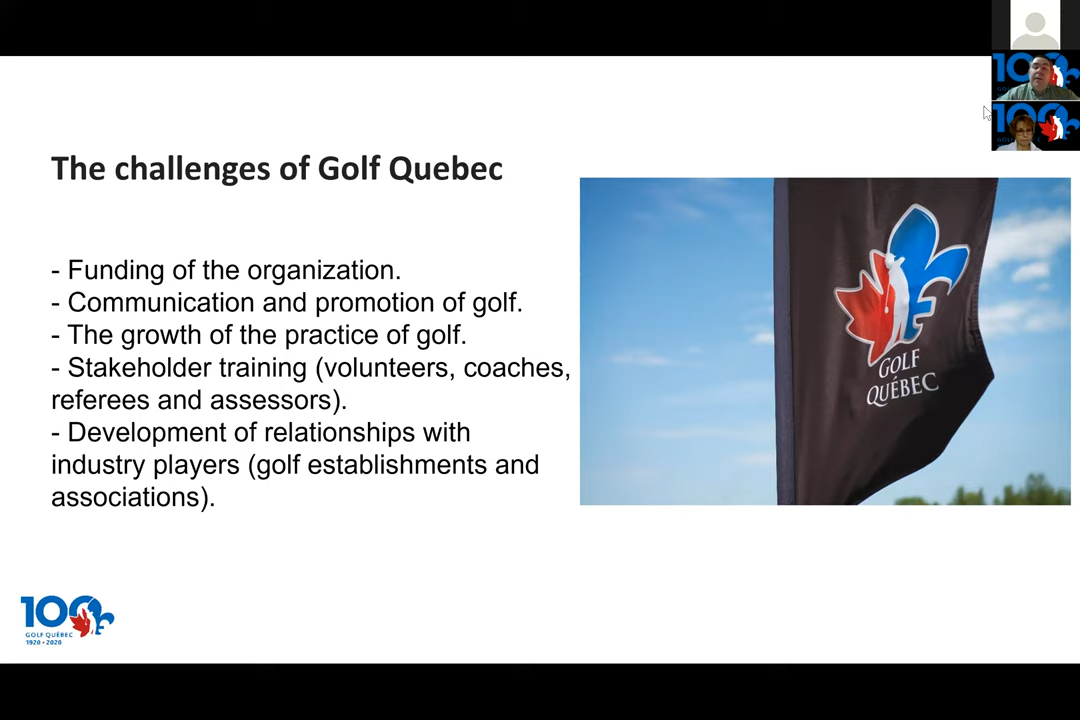 The challenges of Golf Quebec
- Funding of the organization.
- Communication and promotion of golf.
- The growth of the practice of golf.
- Stakeholder training (volunteers, coaches,
referees and assessors).
- Development of relationships with
industry players (golf establishments and
associations).
GOLF
QUÉBEC
100
GOLF QUÉBEC
1920 • 2020
100
100